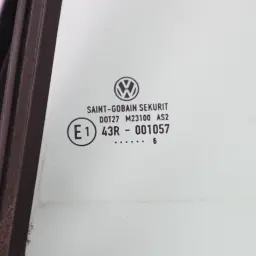 SAINT-GOBAIN SEKURIT
DOT27 M23100 AS2
E1 43R - 001057
...... 6